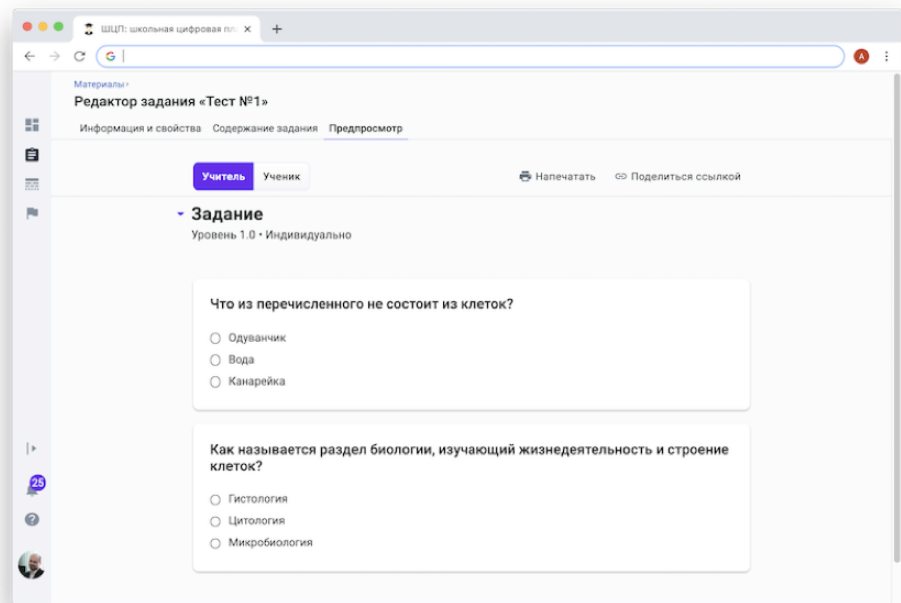 ШЦП: школьная цифровая пл
Материалы ›
Редактор задания «Тест №1»
Информация и свойства Содержание задания Предпросмотр
Учитель Ученик Напечатать Поделиться ссылкой
Задание
Уровень 1.0 • Индивидуально
Что из перечисленного не состоит из клеток?
Одуванчик
Вода
Канарейка
Как называется раздел биологии, изучающий жизнедеятельность и строение
клеток?
Гистология
Цитология
Микробиология
25
A